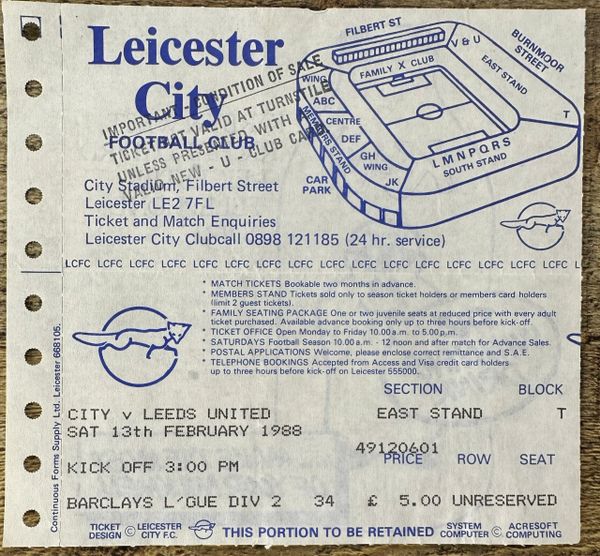 Leicester
City
FOOTBALL CLUB
IMPORTANT CONDITION OF SALE
TICKET NOT VALID AT TURNSTILE
UNLESS PRESENTED WITH A
VALID NEW - U - CLUB CARD
City Stadium, Filbert Street
Leicester LE2 7FL
Ticket and Match Enquiries
Leicester City Clubcall 0898 121185 (24 hr. service)
FILBERT ST
V & U
BURNMOOR
STREET
FAMILY X CLUB
EAST STAND
WING
ABC
CENTRE
DEF
MEMBERS STAND
GH
WING
JK
T
LMNPQRS
SOUTH STAND
CAR
PARK
LCFC LCFC LCFC LCFC LCFC LCFC LCFC LCFC LCFC LCFC LCFC LCFC LCFC LCFC LCFC L
* MATCH TICKETS Bookable two months in advance.
* MEMBERS STAND Tickets sold only to season ticket holders or members card holders
(limit 2 guest tickets).
* FAMILY SEATING PACKAGE One or two juvenile seats at reduced price with every adult
ticket purchased. Available advance booking only up to three hours before kick-off.
* TICKET OFFICE Open Monday to Friday 10.00 a.m. to 5.00 p.m.
* SATURDAYS Football Season 10.00 a.m. - 12 noon and after match for Advance Sales.
* POSTAL APPLICATIONS Welcome, please enclose correct remittance and S.A.E.
* TELEPHONE BOOKINGS Accepted from Access and Visa credit card holders
up to three hours before kick-off on Leicester 555000.
SECTION BLOCK
CITY v LEEDS UNITED EAST STAND T
SAT 13th FEBRUARY 1988
49120601
PRICE ROW SEAT
KICK OFF 3:00 PM
BARCLAYS L'GUE DIV 2 34 £ 5.00 UNRESERVED
TICKET DESIGN © LEICESTER CITY F.C. THIS PORTION TO BE RETAINED SYSTEM COMPUTER © ACRESOFT COMPUTING
Continuous Forms Supply Ltd. Leicester 668106.